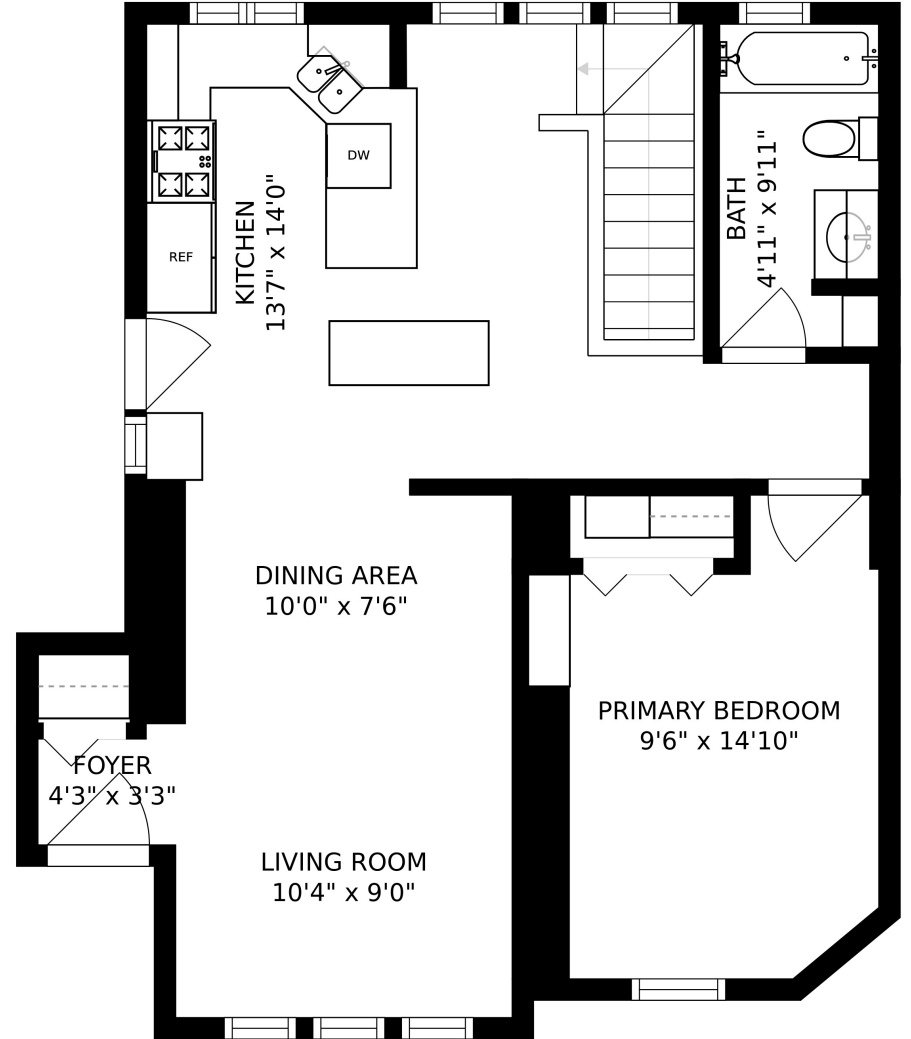 DW
REF
KITCHEN
13'7" x 14'0"
BATH
4'11" x 9'11"
DINING AREA
10'0" x 7'6"
PRIMARY BEDROOM
9'6" x 14'10"
FOYER
4'3" x 3'3"
LIVING ROOM
10'4" x 9'0"